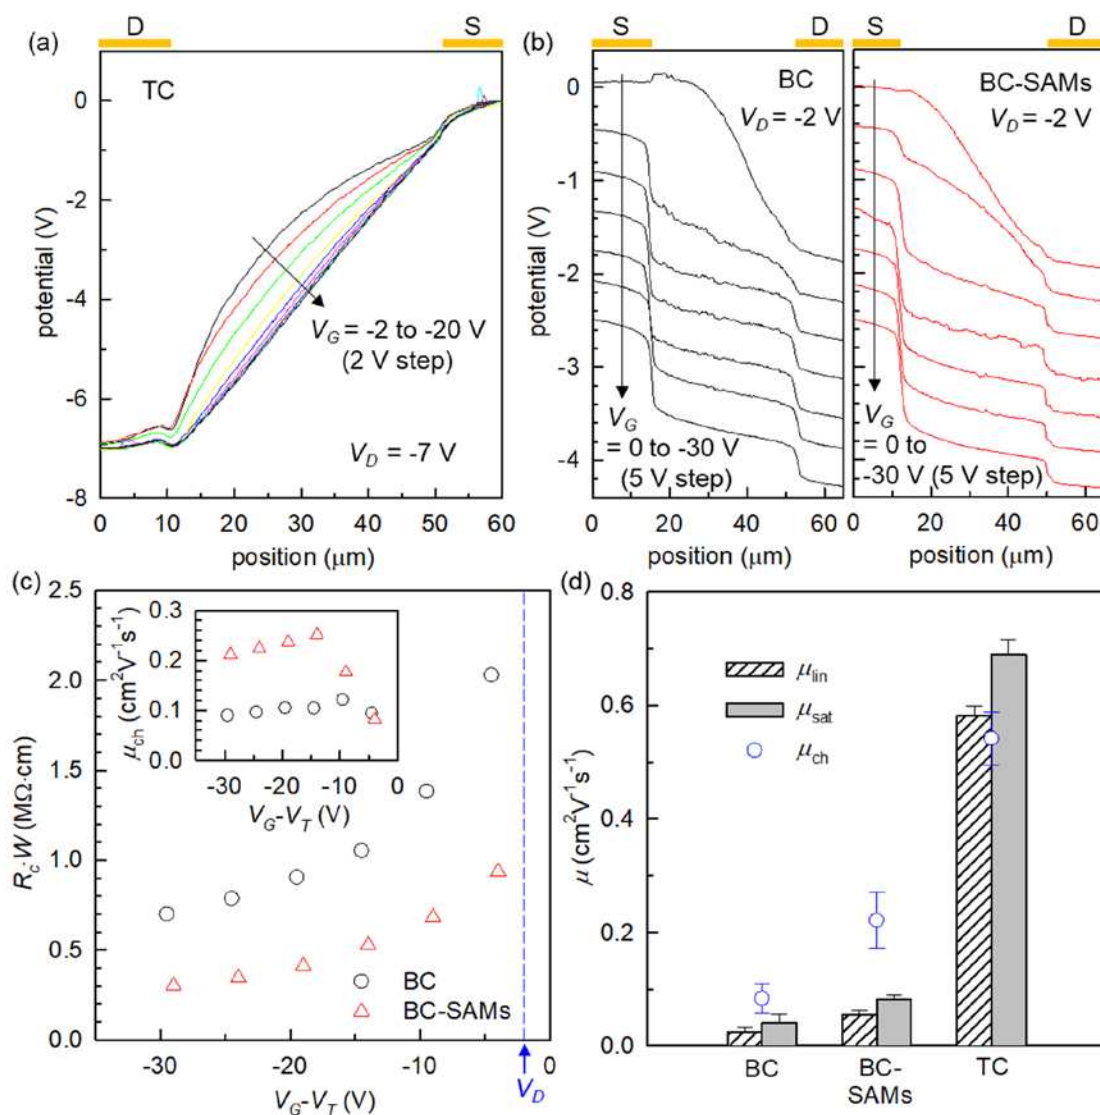 D S
(a)
TC
V_G = -2 to -20 V
(2 V step)
V_D = -7 V
0
-2
-4
-6
-8
potential (V)
0 10 20 30 40 50 60
position (μm)
S D S D
(b)
BC
V_D = -2 V
BC-SAMs
V_D = -2 V
V_G
= 0 to -30 V
(5 V step)
V_G
= 0 to
-30 V (5 V step)
0
-1
-2
-3
-4
potential (V)
0 20 40 60 20 40 60
position (μm)
(c)
2.5
2.0
1.5
1.0
0.5
0.0
R_c·W (MΩ·cm)
0.3
0.2
0.1
0.0
μ_ch (cm²V⁻¹s⁻¹)
-30 -20 -10 0
V_G-V_T (V)
BC
BC-SAMs
-30 -20 -10 0
V_G-V_T (V)
V_D
(d)
0.8
0.6
0.4
0.2
0.0
μ (cm²V⁻¹s⁻¹)
μ_lin
μ_sat
μ_ch
BC BC- TC
SAMs